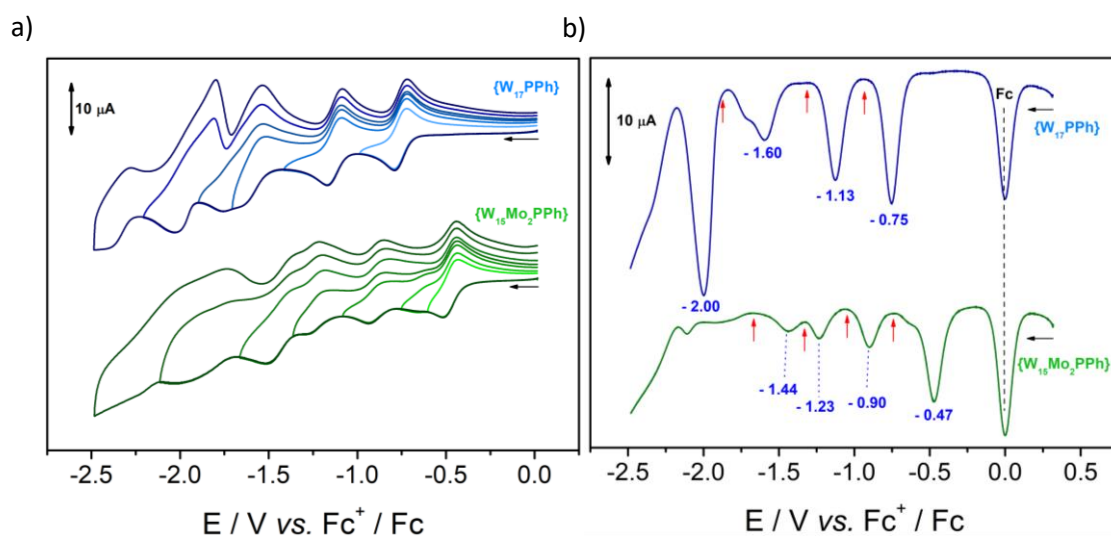 a)
10 µA
{W17PPh}
{W15Mo2PPh}
-2.5 -2.0 -1.5 -1.0 -0.5 0.0
E / V vs. Fc+ / Fc
b)
10 µA
Fc
{W17PPh}
- 1.60
- 1.13
- 0.75
- 2.00
{W15Mo2PPh}
- 1.44
- 1.23
- 0.90
- 0.47
-2.5 -2.0 -1.5 -1.0 -0.5 0.0 0.5
E / V vs. Fc+ / Fc